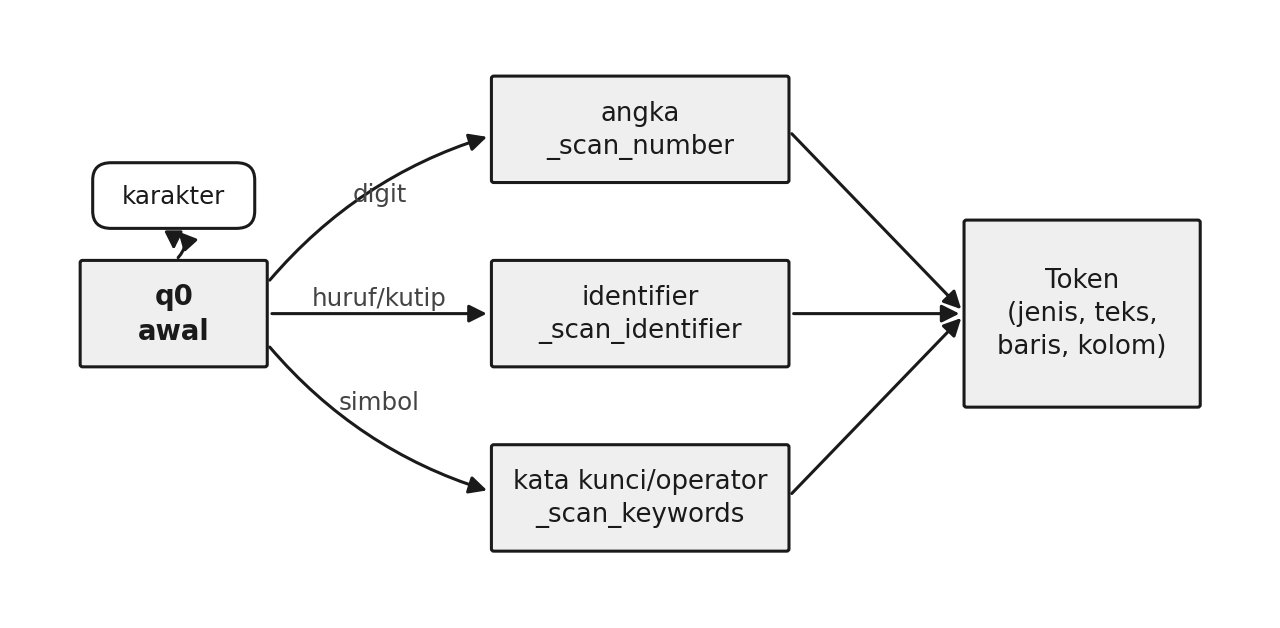 karakter
q0
awal
digit
huruf/kutip
simbol
angka
_scan_number
identifier
_scan_identifier
kata kunci/operator
_scan_keywords
Token
(jenis, teks,
baris, kolom)